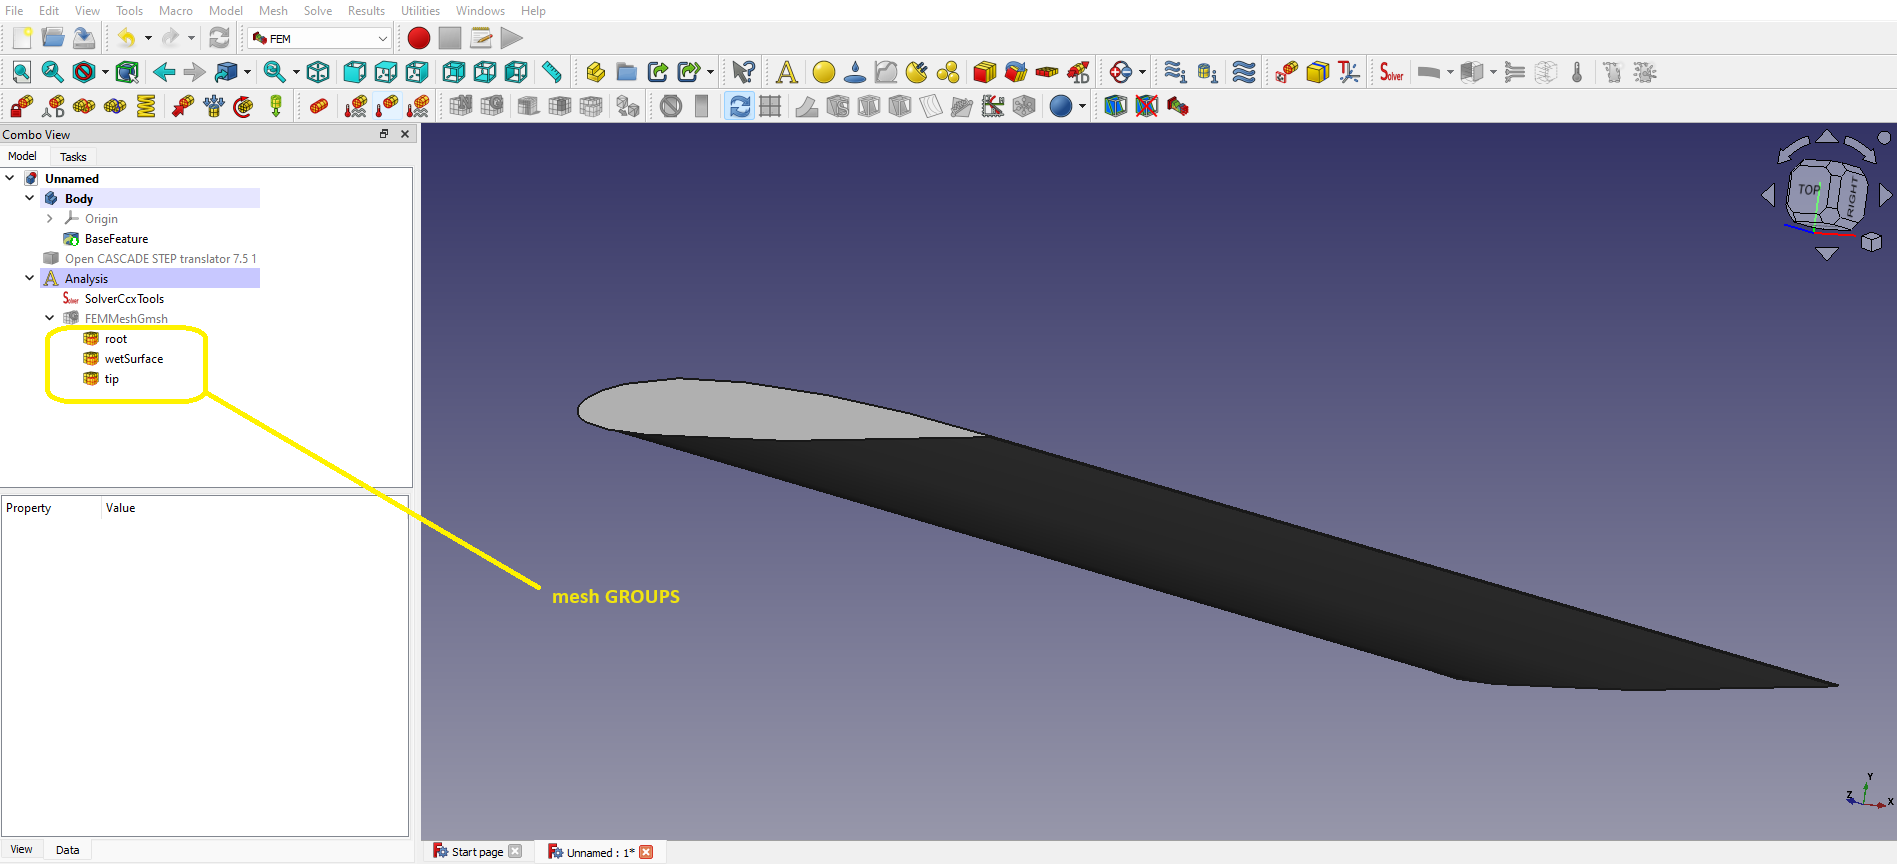 File Edit View Tools Macro Model Mesh Solve Results Utilities Windows Help
FEM
A
D
1D
Solver
D
Combo View
Model Tasks
Unnamed
Body
Origin
BaseFeature
Open CASCADE STEP translator 7.5 1
Analysis
SolverCcxTools
FEMMeshGmsh
root
wetSurface
tip
Property Value
mesh GROUPS
TOP
RIGHT
Y
Z
X
View Data
Start page
Unnamed : 1*